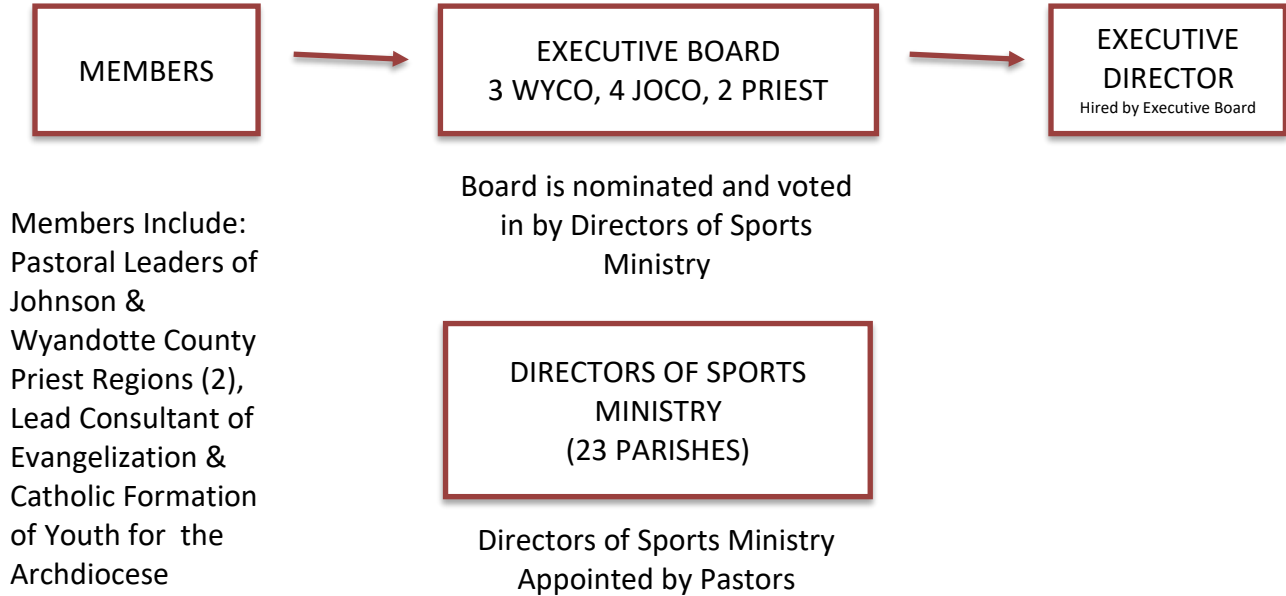 MEMBERS
EXECUTIVE BOARD
3 WYCO, 4 JOCO, 2 PRIEST
EXECUTIVE
DIRECTOR
Hired by Executive Board
Members Include:
Pastoral Leaders of
Johnson &
Wyandotte County
Priest Regions (2),
Lead Consultant of
Evangelization &
Catholic Formation
of Youth for the
Archdiocese
Board is nominated and voted
in by Directors of Sports
Ministry
DIRECTORS OF SPORTS
MINISTRY
(23 PARISHES)
Directors of Sports Ministry
Appointed by Pastors